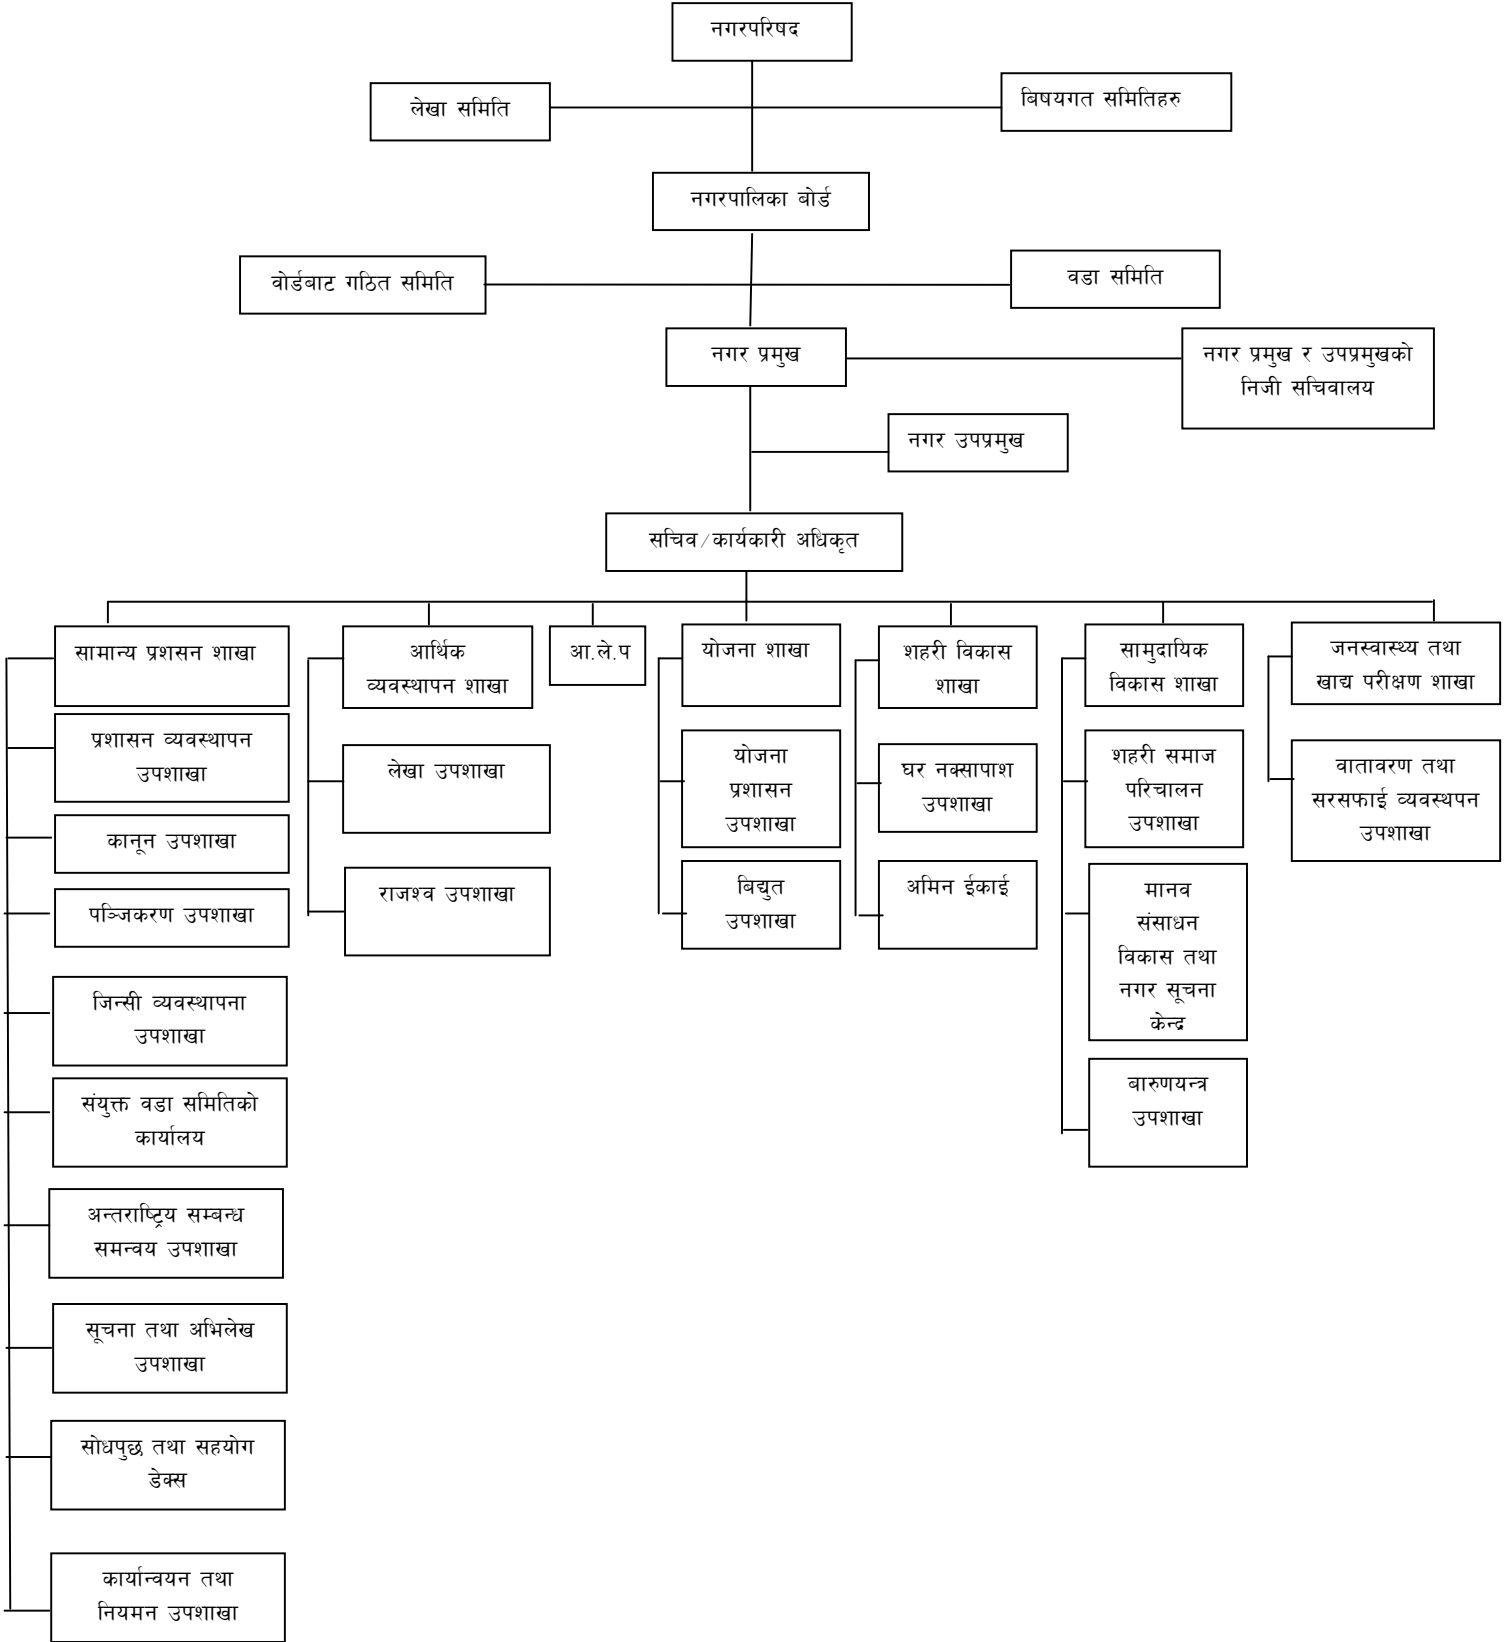 नगरपरिषद
लेखा समिति
बिषयगत समितिहरु
नगरपालिका बोर्ड
वोर्डबाट गठित समिति
वडा समिति
नगर प्रमुख
नगर प्रमुख र उपप्रमुखको
निजी सचिवालय
नगर उपप्रमुख
सचिव/कार्यकारी अधिकृत
सामान्य प्रशसन शाखा
प्रशासन व्यवस्थापन
उपशाखा
कानून उपशाखा
पञ्जिकरण उपशाखा
जिन्सी व्यवस्थापना
उपशाखा
संयुक्त वडा समितिको
कार्यालय
अन्तराष्ट्रिय सम्बन्ध
समन्वय उपशाखा
सूचना तथा अभिलेख
उपशाखा
सोधपुछ तथा सहयोग
डेक्स
कार्यान्वयन तथा
नियमन उपशाखा
आर्थिक
व्यवस्थापन शाखा
लेखा उपशाखा
राजश्व उपशाखा
आ.ले.प
योजना शाखा
योजना
प्रशासन
उपशाखा
बिद्युत
उपशाखा
शहरी विकास
शाखा
घर नक्सापाश
उपशाखा
अमिन ईकाई
सामुदायिक
विकास शाखा
शहरी समाज
परिचालन
उपशाखा
मानव
संसाधन
विकास तथा
नगर सूचना
केन्द्र
बारुणयन्त्र
उपशाखा
जनस्वास्थ्य तथा
खाद्य परीक्षण शाखा
वातावरण तथा
सरसफाई व्यवस्थपन
उपशाखा